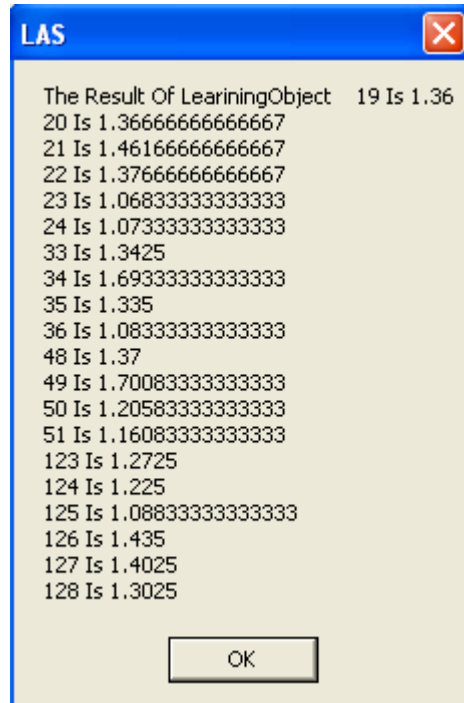 LAS
The Result Of LeariningObject 19 Is 1.36
20 Is 1.36666666666667
21 Is 1.46166666666667
22 Is 1.37666666666667
23 Is 1.06833333333333
24 Is 1.07333333333333
33 Is 1.3425
34 Is 1.69333333333333
35 Is 1.335
36 Is 1.08333333333333
48 Is 1.37
49 Is 1.70083333333333
50 Is 1.20583333333333
51 Is 1.16083333333333
123 Is 1.2725
124 Is 1.225
125 Is 1.08833333333333
126 Is 1.435
127 Is 1.4025
128 Is 1.3025
OK